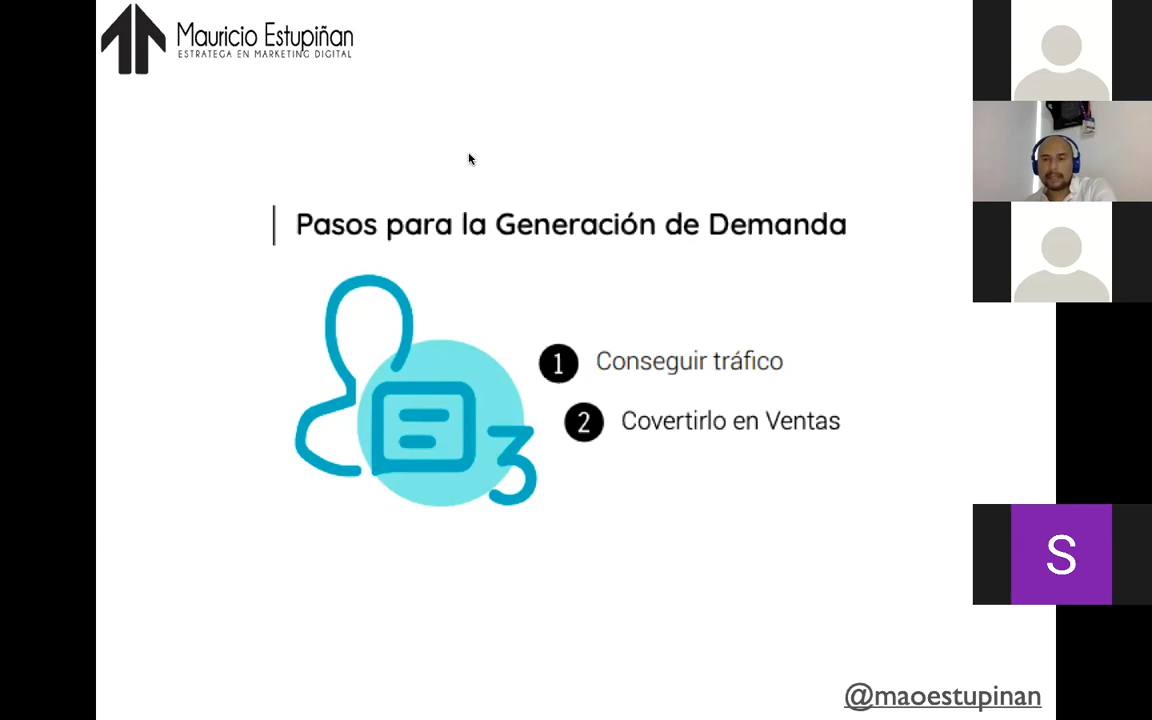 Mauricio Estupiñan
ESTRATEGA EN MARKETING DIGITAL
Pasos para la Generación de Demanda
1 Conseguir tráfico
2 Covertirlo en Ventas
3
S
@maoestupinan